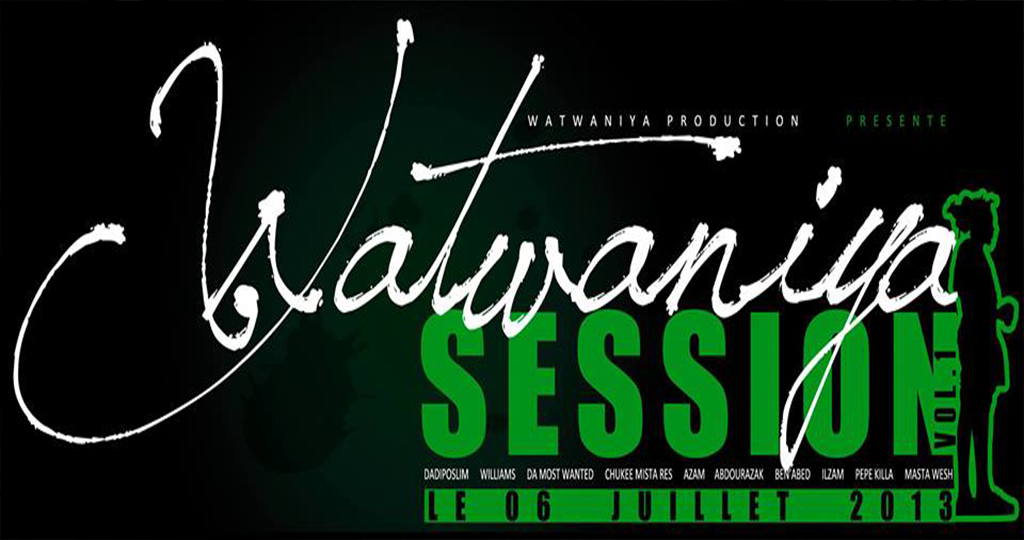 WATWANIYA PRODUCTION PRESENTE
Watwaniya
SESSION
VOL.1
DADIPOSLIM WILLIAMS DA MOST WANTED CHUKEE MISTA RES AZAM ABDOURAZAK BEN ABED ILZAM PEPE KILLA MASTA WESH
LE 06 JUILLET 2013